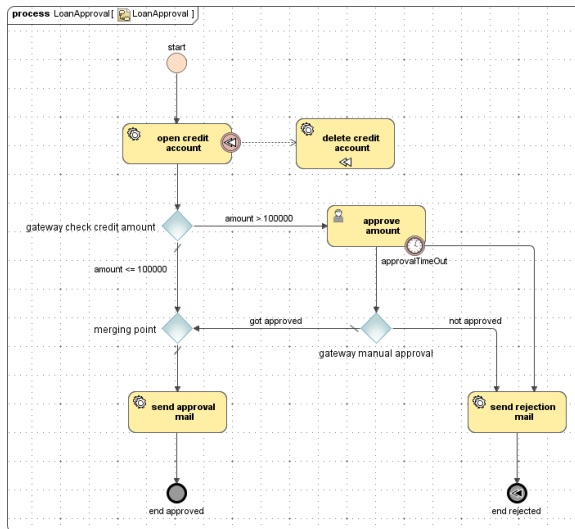 process LoanApproval[ LoanApproval ]
start
open credit
account
delete credit
account
gateway check credit amount
amount > 100000
approve
amount
approvalTimeOut
amount <= 100000
merging point
got approved
not approved
gateway manual approval
send approval
mail
send rejection
mail
end approved
end rejected